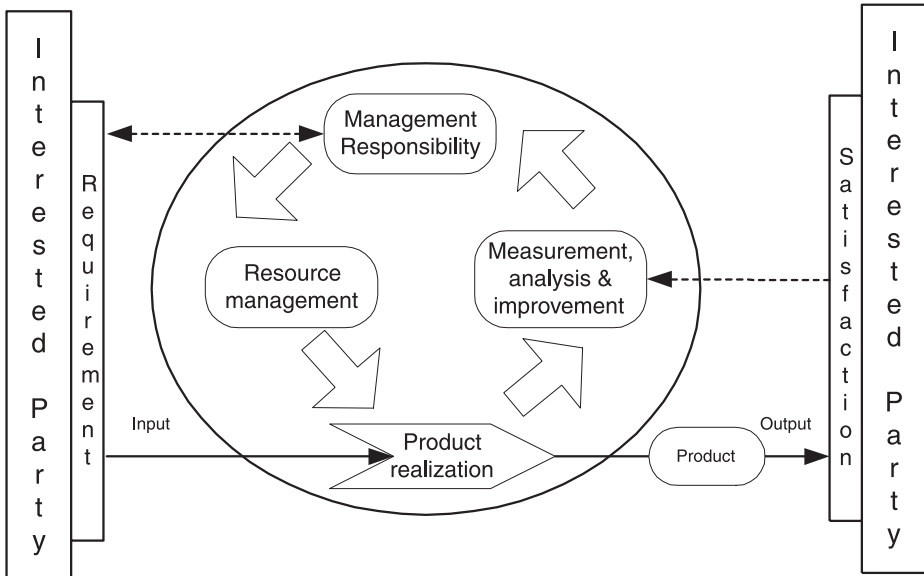 Interested Party
Requirement
Management
Responsibility
Resource
management
Measurement,
analysis &
improvement
Input
Product
realization
Product
Output
Satisfaction
Interested Party